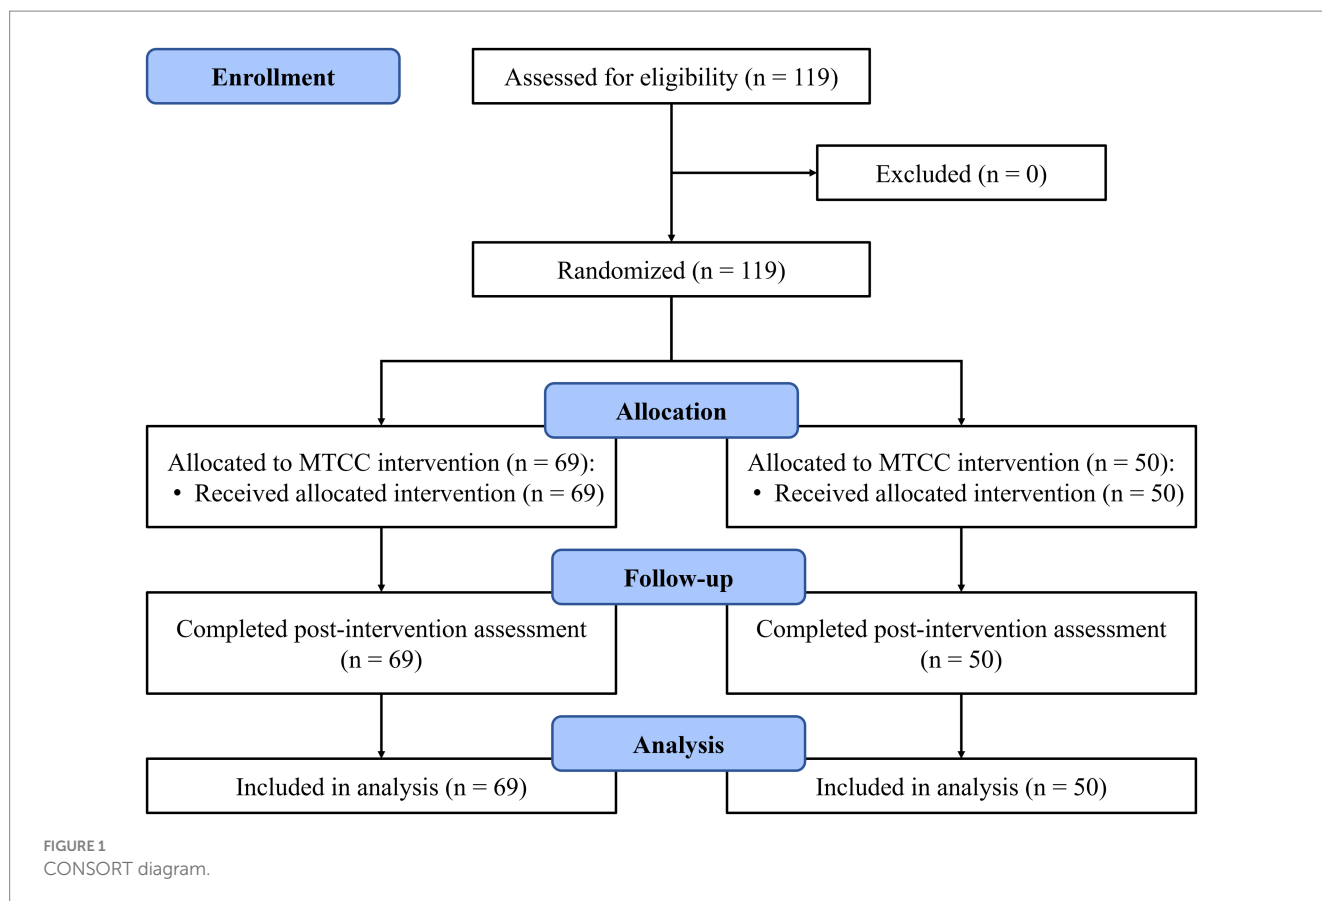 Enrollment
Assessed for eligibility (n = 119)
Excluded (n = 0)
Randomized (n = 119)
Allocation
Allocated to MTCC intervention (n = 69):
• Received allocated intervention (n = 69)
Allocated to MTCC intervention (n = 50):
• Received allocated intervention (n = 50)
Follow-up
Completed post-intervention assessment
(n = 69)
Completed post-intervention assessment
(n = 50)
Analysis
Included in analysis (n = 69)
Included in analysis (n = 50)
FIGURE 1
CONSORT diagram.